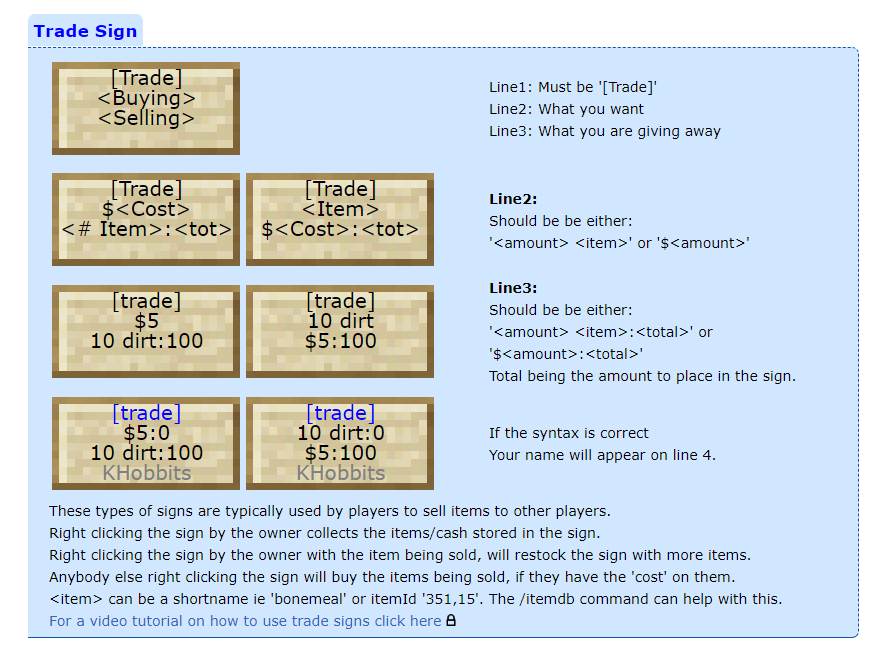 Trade Sign
[Trade]
<Buying>
<Selling>
Line1: Must be '[Trade]'
Line2: What you want
Line3: What you are giving away
[Trade]
$<Cost>
<# Item>:<tot>
[Trade]
<Item>
$<Cost>:<tot>
Line2:
Should be be either:
'<amount> <item>' or '$<amount>'
[trade]
$5
10 dirt:100
[trade]
10 dirt
$5:100
Line3:
Should be be either:
'<amount> <item>:<total>' or
'$<amount>:<total>'
Total being the amount to place in the sign.
[trade]
$5:0
10 dirt:100
KHobbits
[trade]
10 dirt:0
$5:100
KHobbits
If the syntax is correct
Your name will appear on line 4.
These types of signs are typically used by players to sell items to other players.
Right clicking the sign by the owner collects the items/cash stored in the sign.
Right clicking the sign by the owner with the item being sold, will restock the sign with more items.
Anybody else right clicking the sign will buy the items being sold, if they have the 'cost' on them.
<item> can be a shortname ie 'bonemeal' or itemId '351,15'. The /itemdb command can help with this.
For a video tutorial on how to use trade signs click here